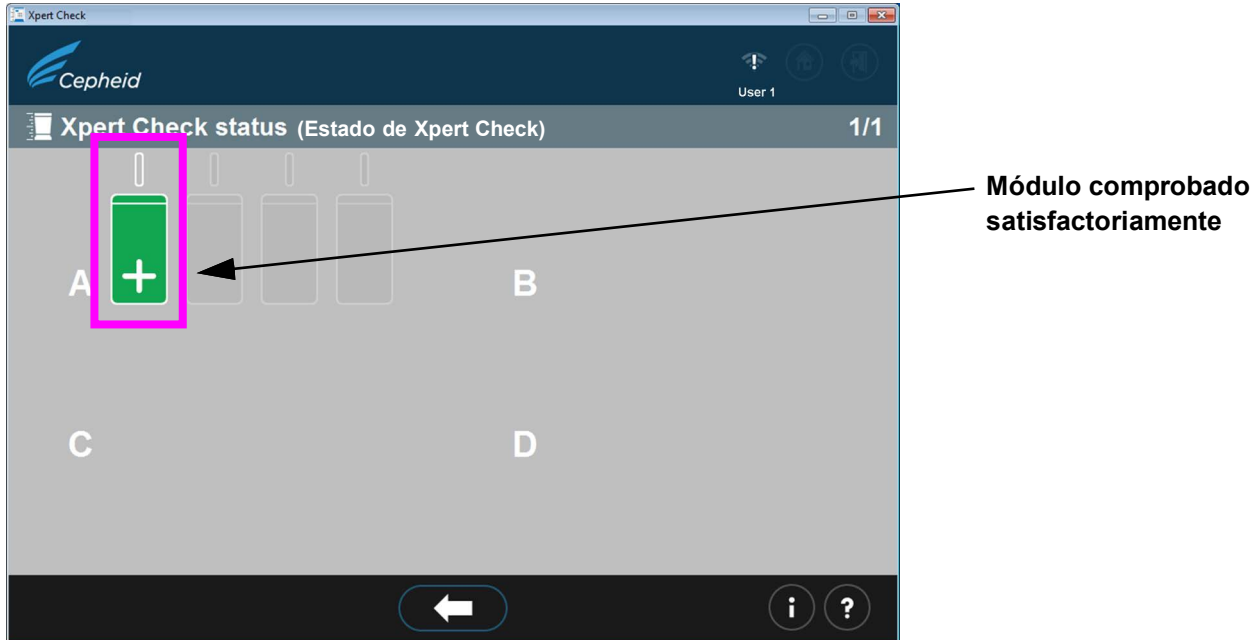 Xpert Check
Cepheid
User 1
Xpert Check status (Estado de Xpert Check) 1/1
A
B
C
D
i ?
Módulo comprobado
satisfactoriamente